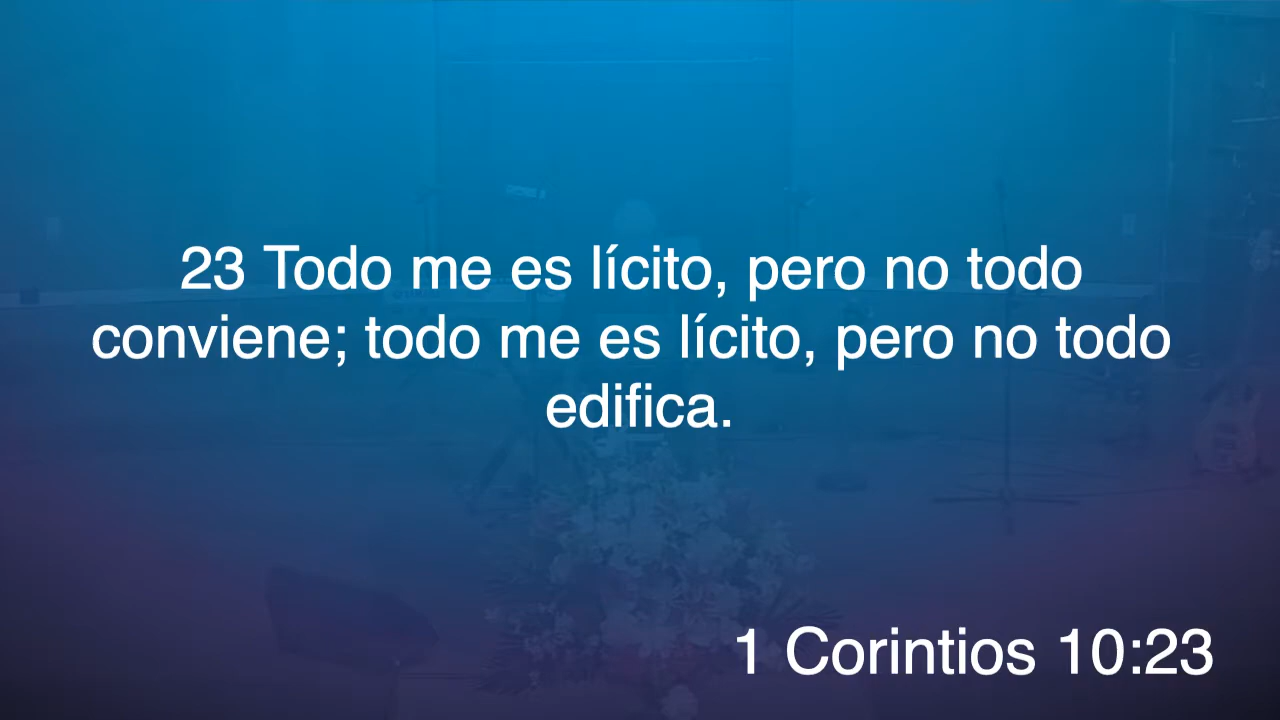 23 Todo me es lícito, pero no todo
conviene; todo me es lícito, pero no todo
edifica.
1 Corintios 10:23